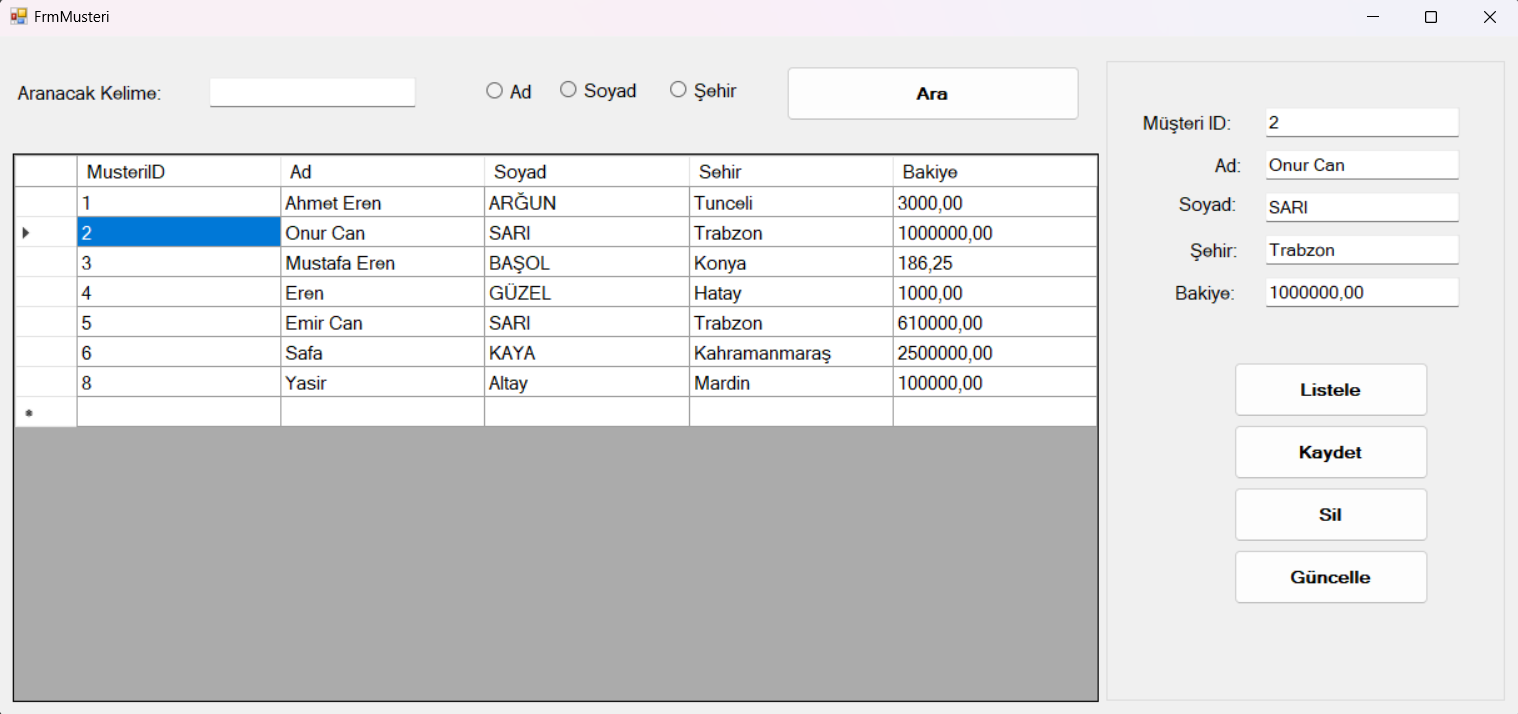 FrmMusteri
Aranacak Kelime: Ad Soyad Şehir Ara
MusteriID Ad Soyad Sehir Bakiye
1 Ahmet Eren ARĞUN Tunceli 3000,00
2 Onur Can SARI Trabzon 1000000,00
3 Mustafa Eren BAŞOL Konya 186,25
4 Eren GÜZEL Hatay 1000,00
5 Emir Can SARI Trabzon 610000,00
6 Safa KAYA Kahramanmaraş 2500000,00
8 Yasir Altay Mardin 100000,00
*
Müşteri ID: 2
Ad: Onur Can
Soyad: SARI
Şehir: Trabzon
Bakiye: 1000000,00
Listele
Kaydet
Sil
Güncelle